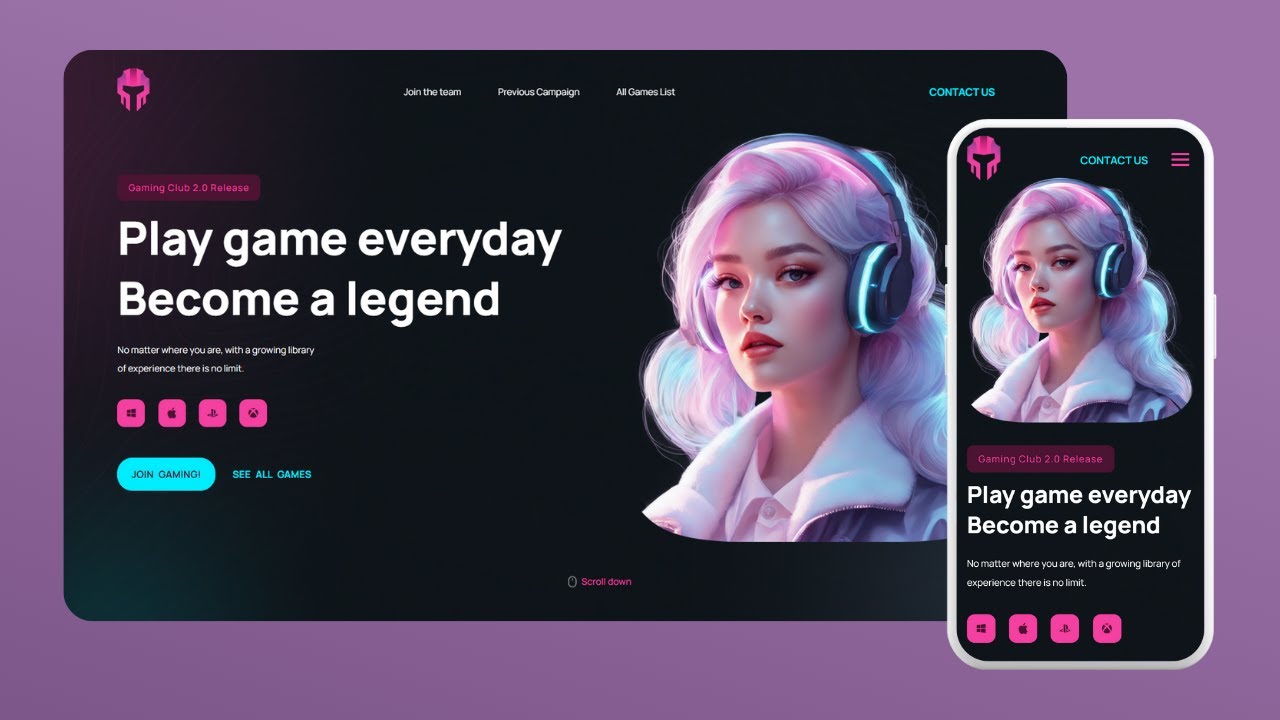 Join the team
Previous Campaign
All Games List
CONTACT US
Gaming Club 2.0 Release
Play game everyday
Become a legend
No matter where you are, with a growing library
of experience there is no limit.
JOIN GAMING!
SEE ALL GAMES
Scroll down
CONTACT US
Gaming Club 2.0 Release
Play game everyday
Become a legend
No matter where you are, with a growing library of
experience there is no limit.